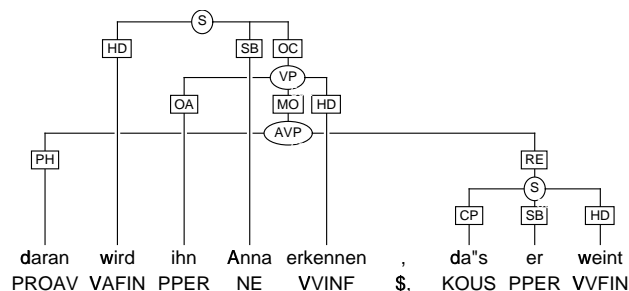 S
HD SB OC
VP
OA MO HD
AVP
PH RE
S
CP SB HD
daran wird ihn Anna erkennen , da"s er weint
PROAV VAFIN PPER NE VVINF $, KOUS PPER VVFIN